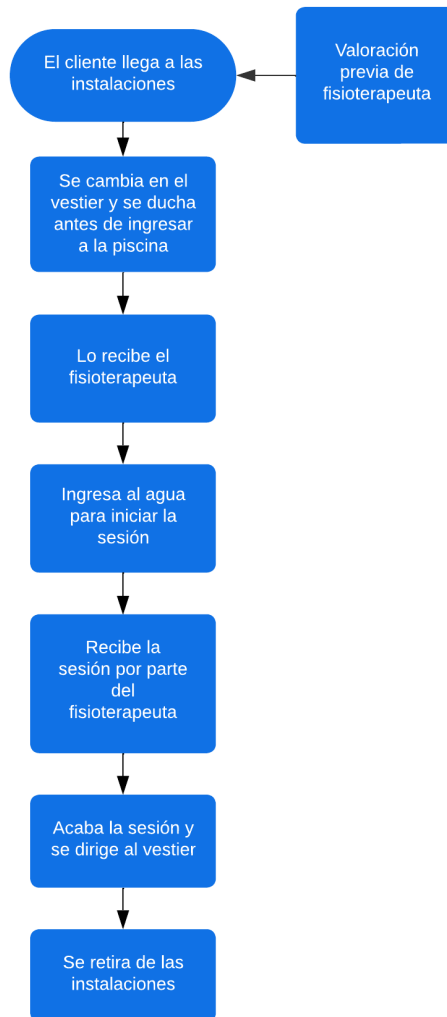 El cliente llega a las
instalaciones
Valoración
previa de
fisioterapeuta
Se cambia en el
vestier y se ducha
antes de ingresar
a la piscina
Lo recibe el
fisioterapeuta
Ingresa al agua
para iniciar la
sesión
Recibe la
sesión por parte
del
fisioterapeuta
Acaba la sesión y
se dirige al vestier
Se retira de las
instalaciones